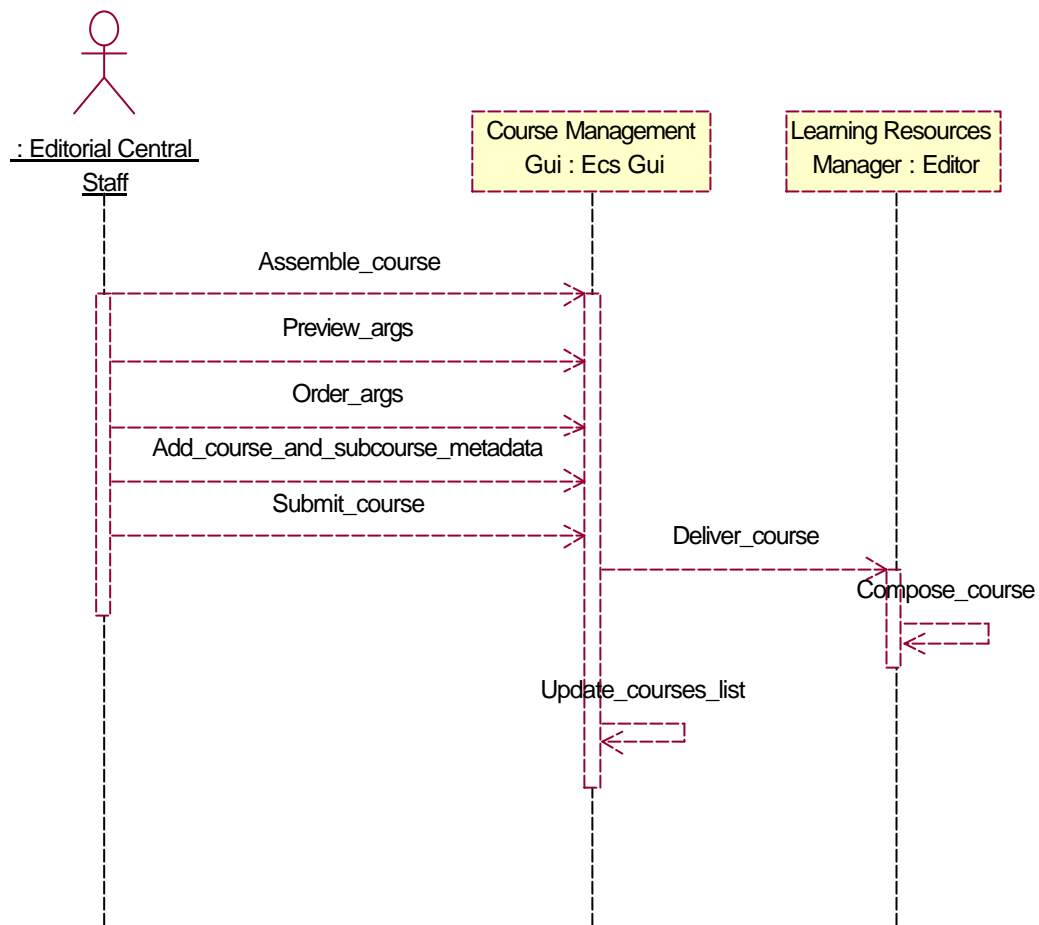 : Editorial Central
Staff
Course Management
Gui : Ecs Gui
Learning Resources
Manager : Editor
Assemble_course
Preview_args
Order_args
Add_course_and_subcourse_metadata
Submit_course
Deliver_course
Compose_course
Update_courses_list